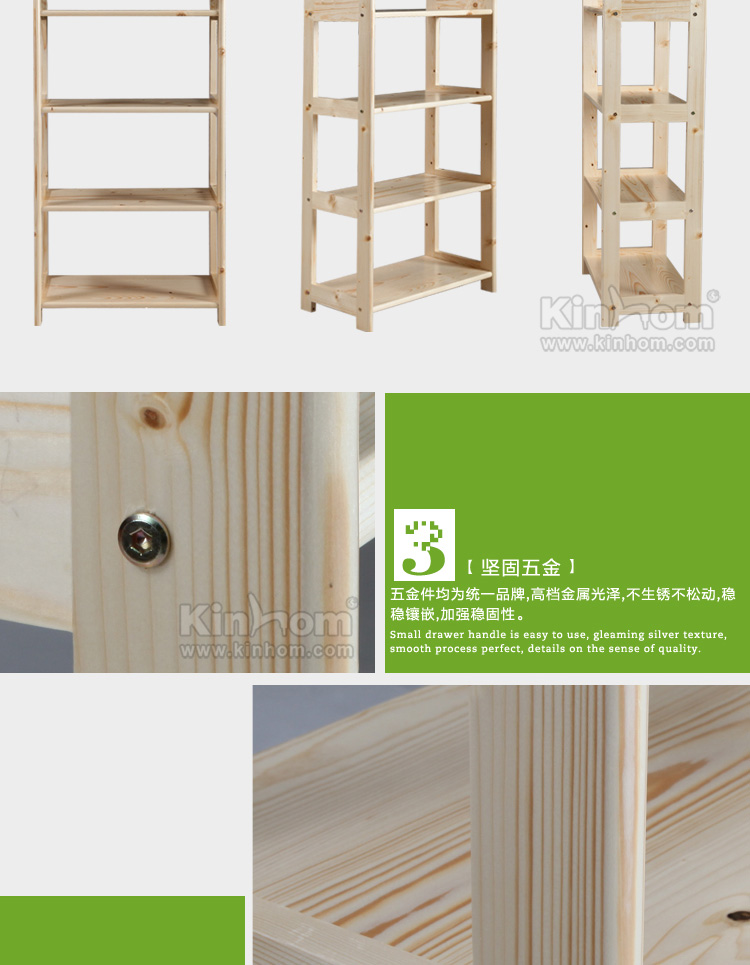 Kinhom
www.kinhom.com
3
【 坚固五金 】
五金件均为统一品牌,高档金属光泽,不生锈不松动,稳
稳镶嵌,加强稳固性。
Small drawer handle is easy to use, gleaming silver texture,
smooth process perfect, details on the sense of quality.
Kinhom
www.kinhom.com